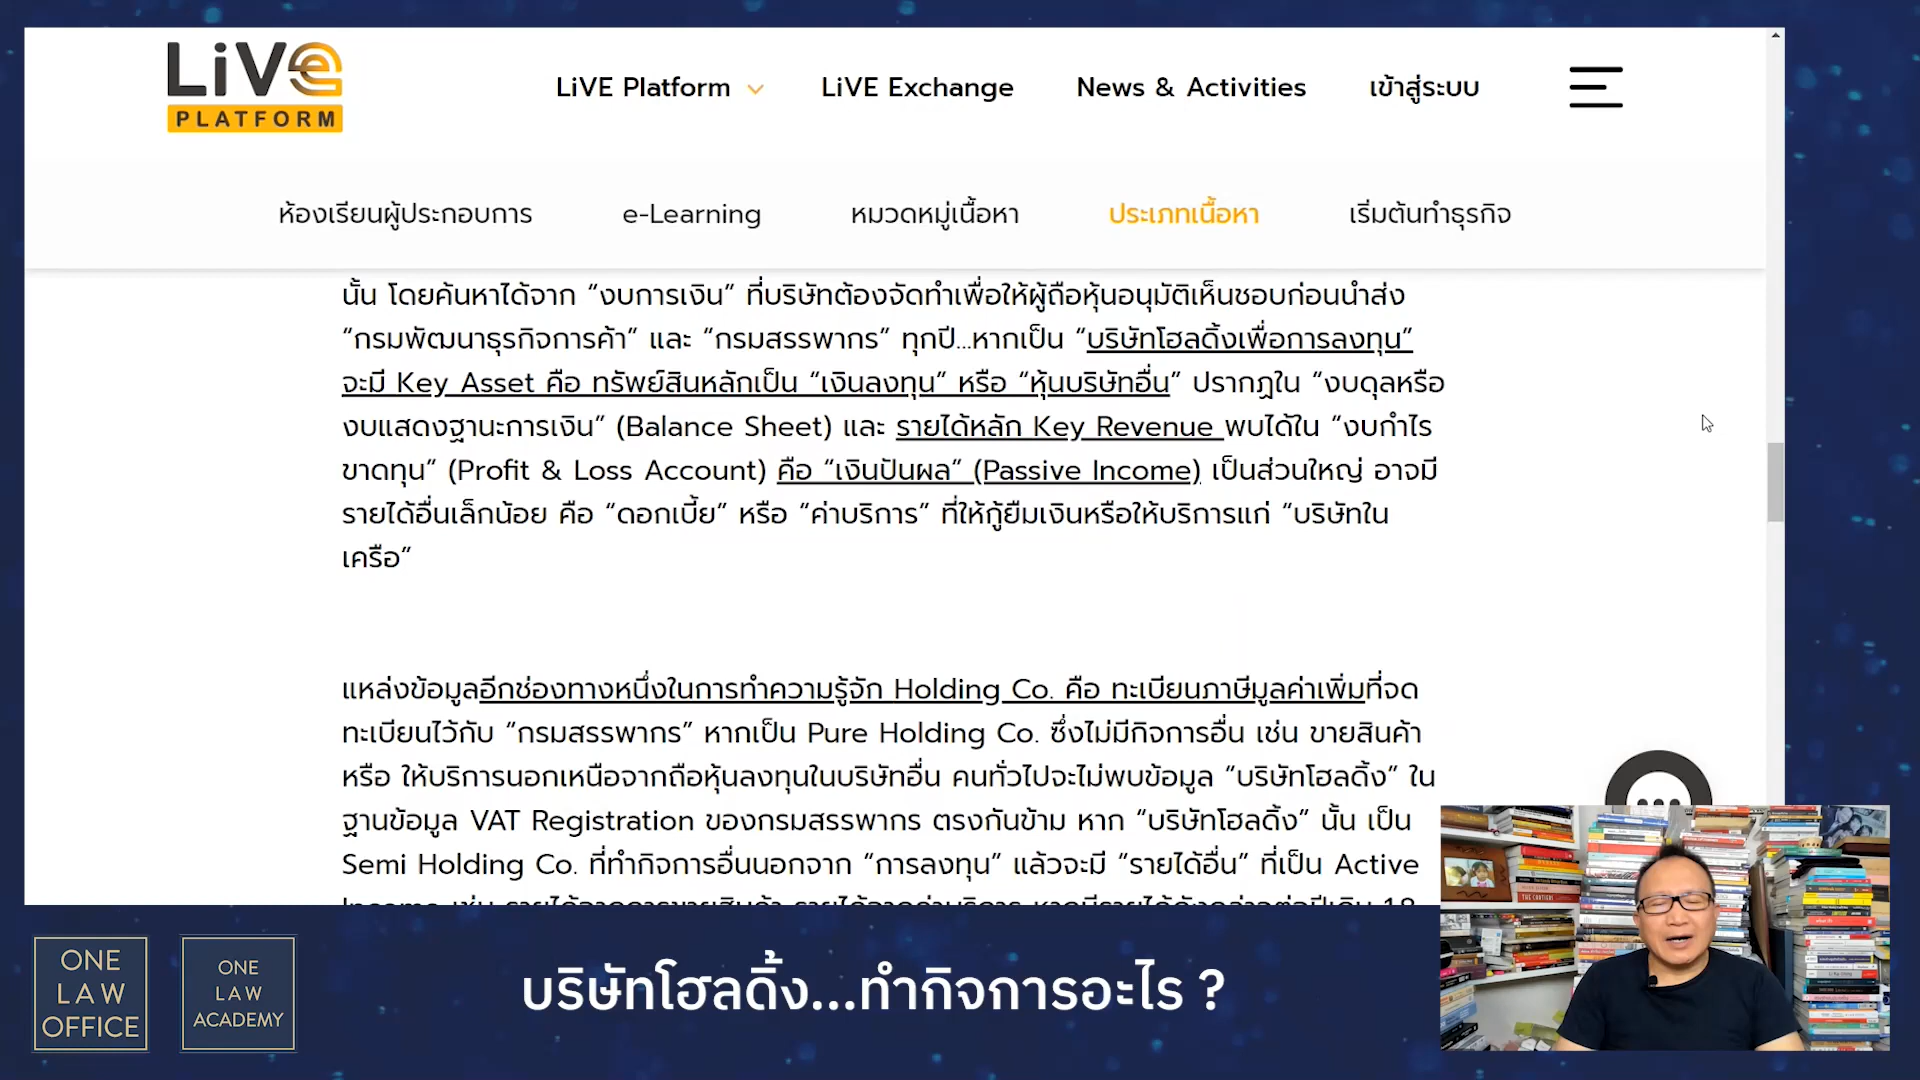 LiVE
PLATFORM
LiVE Platform
LiVE Exchange
News & Activities
เข้าสู่ระบบ
ห้องเรียนผู้ประกอบการ
e-Learning
หมวดหมู่เนื้อหา
ประเภทเนื้อหา
เริ่มต้นทำธุรกิจ
นั้น โดยค้นหาได้จาก “งบการเงิน” ที่บริษัทต้องจัดทำเพื่อให้ผู้ถือหุ้นอนุมัติเห็นชอบก่อนนำส่ง
“กรมพัฒนาธุรกิจการค้า” และ “กรมสรรพากร” ทุกปี...หากเป็น “บริษัทโฮลดิ้งเพื่อการลงทุน”
จะมี Key Asset คือ ทรัพย์สินหลักเป็น “เงินลงทุน” หรือ “หุ้นบริษัทอื่น” ปรากฏใน “งบดุลหรือ
งบแสดงฐานะการเงิน” (Balance Sheet) และ รายได้หลัก Key Revenue พบได้ใน “งบกำไร
ขาดทุน” (Profit & Loss Account) คือ “เงินปันผล” (Passive Income) เป็นส่วนใหญ่ อาจมี
รายได้อื่นเล็กน้อย คือ “ดอกเบี้ย” หรือ “ค่าบริการ” ที่ให้กู้ยืมเงินหรือให้บริการแก่ “บริษัทใน
เครือ”
แหล่งข้อมูลอีกช่องทางหนึ่งในการทำความรู้จัก Holding Co. คือ ทะเบียนภาษีมูลค่าเพิ่มที่จด
ทะเบียนไว้กับ “กรมสรรพากร” หากเป็น Pure Holding Co. ซึ่งไม่มีกิจการอื่น เช่น ขายสินค้า
หรือ ให้บริการนอกเหนือจากถือหุ้นลงทุนในบริษัทอื่น คนทั่วไปจะไม่พบข้อมูล “บริษัทโฮลดิ้ง” ใน
ฐานข้อมูล VAT Registration ของกรมสรรพากร ตรงกันข้าม หาก “บริษัทโฮลดิ้ง” นั้น เป็น
Semi Holding Co. ที่ทำกิจการอื่นนอกจาก “การลงทุน” แล้วจะมี “รายได้อื่น” ที่เป็น Active
ONE
LAW
OFFICE
ONE
LAW
ACADEMY
บริษัทโฮลดิ้ง...ทำกิจการอะไร ?